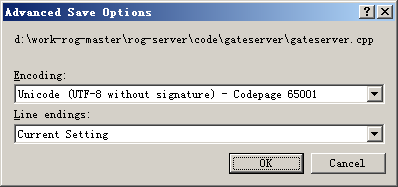 Advanced Save Options
d:\work-rog-master\rog-server\code\gateserver\gateserver.cpp
Encoding:
Unicode (UTF-8 without signature) - Codepage 65001
Line endings:
Current Setting
OK Cancel